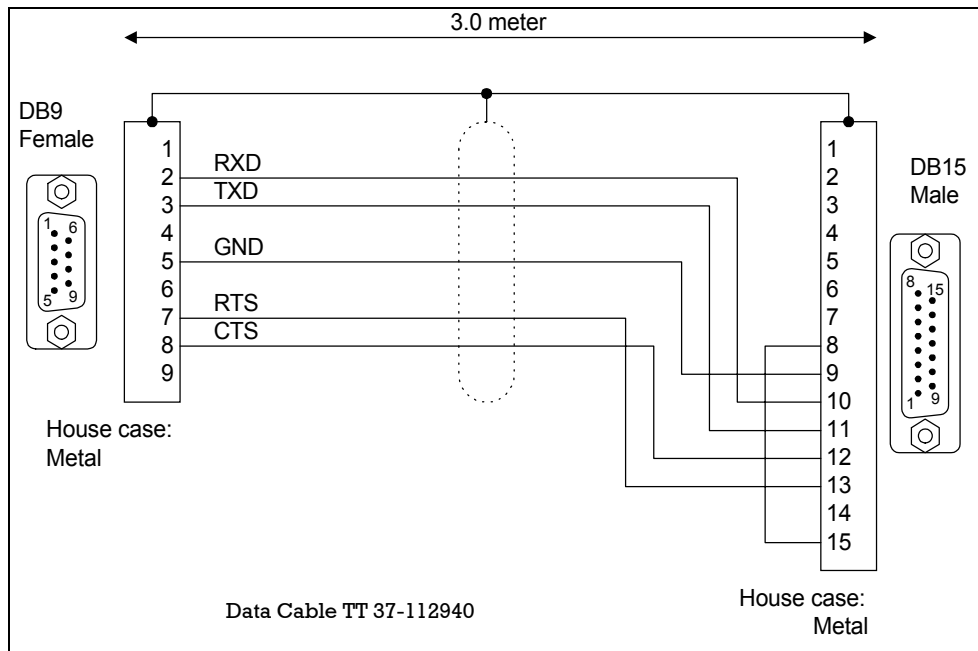 3.0 meter
DB9
Female
1
6
5
9
1
2
3
4
5
6
7
8
9
RXD
TXD
GND
RTS
CTS
House case:
Metal
1
2
3
4
5
6
7
8
9
10
11
12
13
14
15
DB15
Male
8
15
1
9
House case:
Metal
Data Cable TT 37-112940